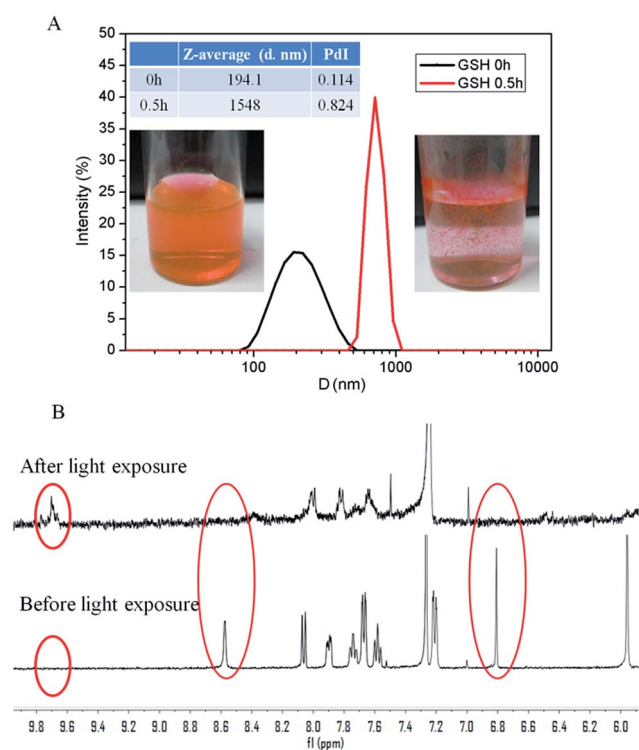 A
50
45
40
35
30
25
20
15
10
5
0
Intensity (%)
Z-average (d. nm) PdI
0h 194.1 0.114
0.5h 1548 0.824
GSH 0h
GSH 0.5h
100 1000 10000
D (nm)
B
After light exposure
Before light exposure
9.8 9.6 9.4 9.2 9.0 8.8 8.6 8.4 8.2 8.0 7.8 7.6 7.4 7.2 7.0 6.8 6.6 6.4 6.2 6.0
fl (ppm)